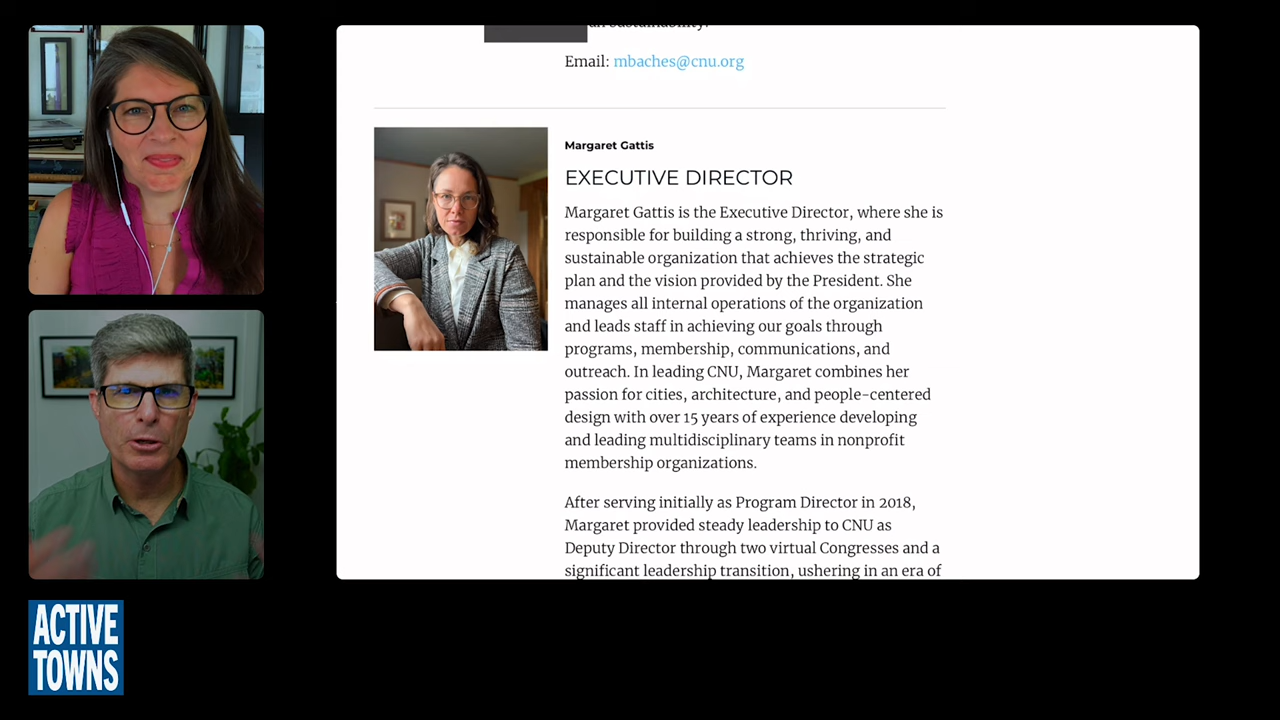 an sustainability.
Email: mbaches@cnu.org
Margaret Gattis
EXECUTIVE DIRECTOR
Margaret Gattis is the Executive Director, where she is
responsible for building a strong, thriving, and
sustainable organization that achieves the strategic
plan and the vision provided by the President. She
manages all internal operations of the organization
and leads staff in achieving our goals through
programs, membership, communications, and
outreach. In leading CNU, Margaret combines her
passion for cities, architecture, and people-centered
design with over 15 years of experience developing
and leading multidisciplinary teams in nonprofit
membership organizations.
After serving initially as Program Director in 2018,
Margaret provided steady leadership to CNU as
Deputy Director through two virtual Congresses and a
significant leadership transition, ushering in an era of
ACTIVE
TOWNS